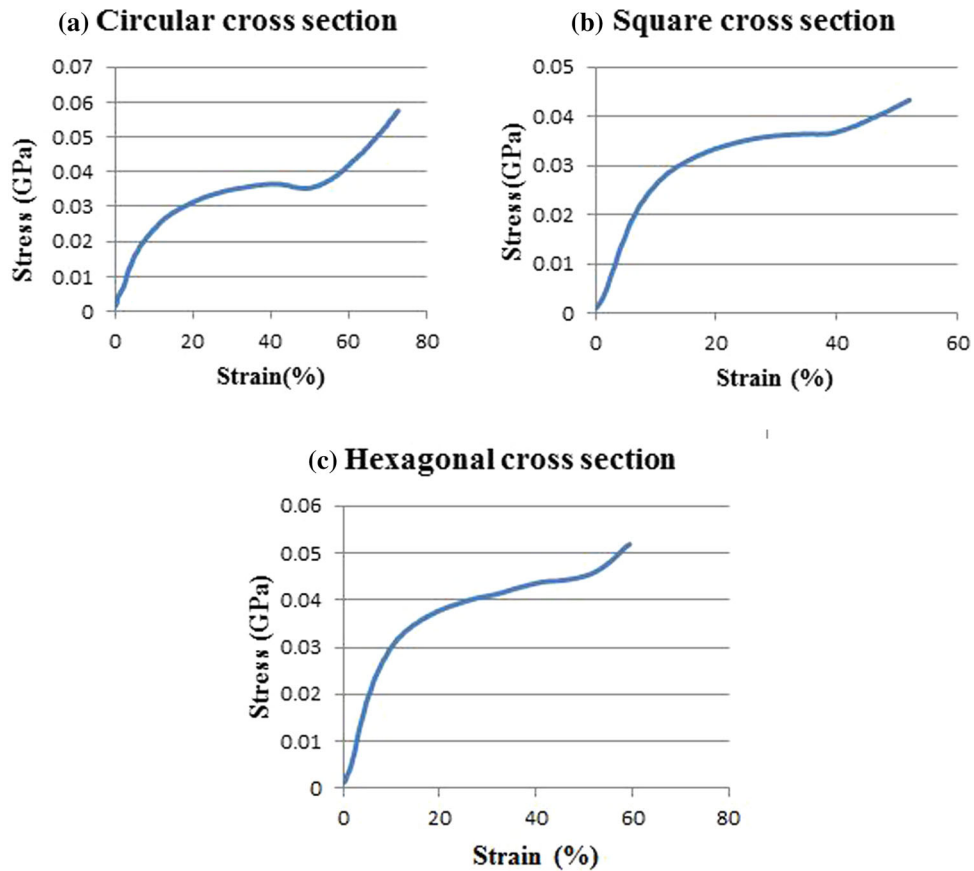 (a) Circular cross section
0.07
0.06
0.05
0.04
0.03
0.02
0.01
0
Stress (GPa)
0 20 40 60 80
Strain(%)
(b) Square cross section
0.05
0.04
0.03
0.02
0.01
0
Stress(GPa)
0 20 40 60
Strain (%)
(c) Hexagonal cross section
0.06
0.05
0.04
0.03
0.02
0.01
0
Stress (GPa)
0 20 40 60 80
Strain (%)